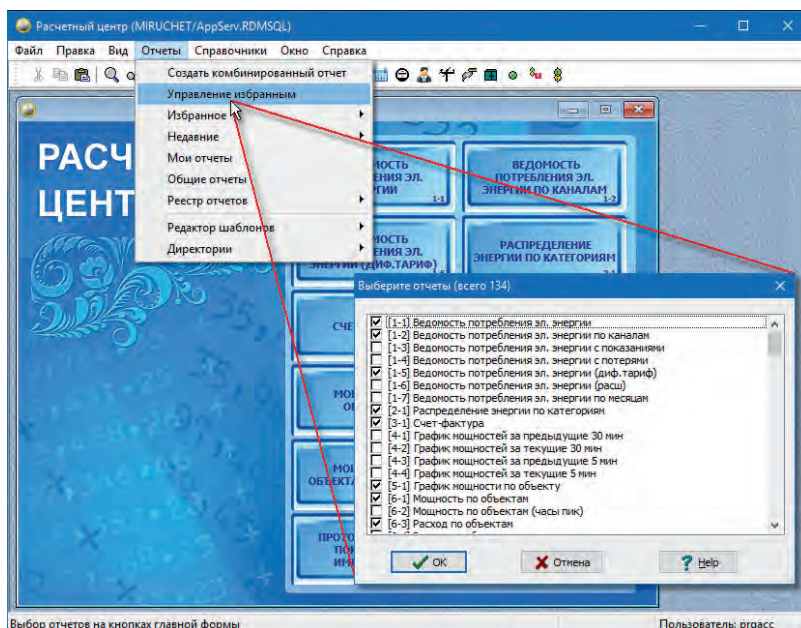 Расчетный центр (MIRUCHET/AppServ.RDMSQL)
Файл Правка Вид Отчеты Справочники Окно Справка
Создать комбинированный отчет
Управление избранным
Избранное
Недавние
Мои отчеты
Общие отчеты
Реестр отчетов
Редактор шаблонов
Директории
РАСЧ
ЦЕНТ
ВЕДОМОСТЬ
ПОТРЕБЛЕНИЯ ЭЛ.
ЭНЕРГИИ ПО КАНАЛАМ
1-2
1-1
РАСПРЕДЕЛЕНИЕ
ЭНЕРГИИ ПО КАТЕГОРИЯМ
(ДИФ.ТАРИФ)
Выберите отчеты (всего 134)
[1-1] Ведомость потребления эл. энергии
[1-2] Ведомость потребления эл. энергии по каналам
[1-3] Ведомость потребления эл. энергии с показаниями
[1-4] Ведомость потребления эл. энергии с потерями
[1-5] Ведомость потребления эл. энергии (диф.тариф)
[1-6] Ведомость потребления эл. энергии (расш)
[1-7] Ведомость потребления эл. энергии по месяцам
[2-1] Распределение энергии по категориям
[3-1] Счет-фактура
[4-1] График мощностей за предыдущие 30 мин
[4-2] График мощностей за текущие 30 мин
[4-3] График мощностей за предыдущие 5 мин
[4-4] График мощностей за текущие 5 мин
[5-1] График мощности по объекту
[6-1] Мощность по объектам
[6-2] Мощность по объектам (часы пик)
[6-3] Расход по объектам
OK Отмена Help
Выбор отчетов на кнопках главной формы
Пользователь: prgacc